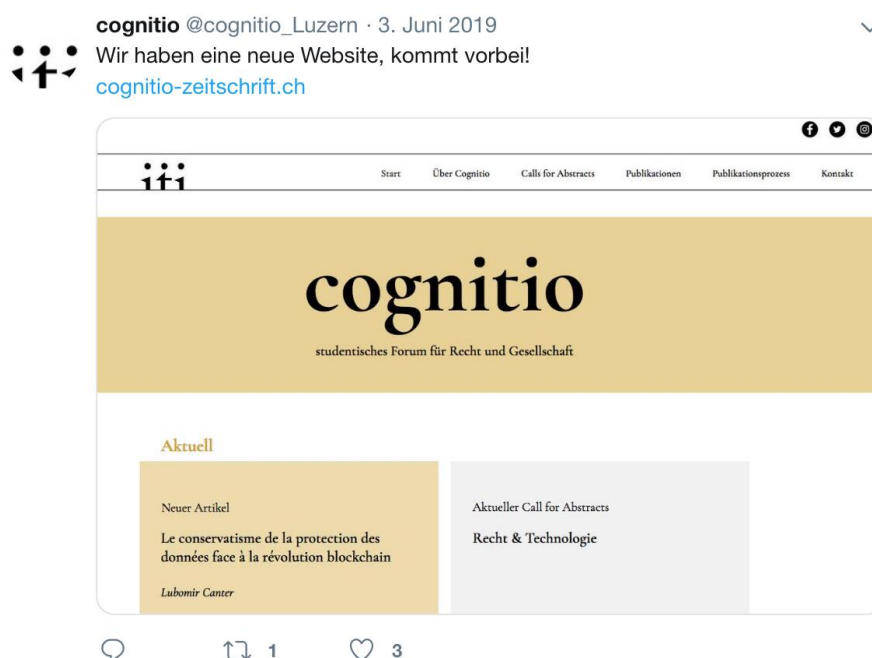 cognitio @cognitio_Luzern · 3. Juni 2019
Wir haben eine neue Website, kommt vorbei!
cognitio-zeitschrift.ch
iti
Start Über Cognitio Calls for Abstracts Publikationen Publikationsprozess Kontakt
cognitio
studentisches Forum für Recht und Gesellschaft
Aktuell
Neuer Artikel
Le conservatisme de la protection des
données face à la révolution blockchain
Lubomir Canter
Aktueller Call for Abstracts
Recht & Technologie
1 3